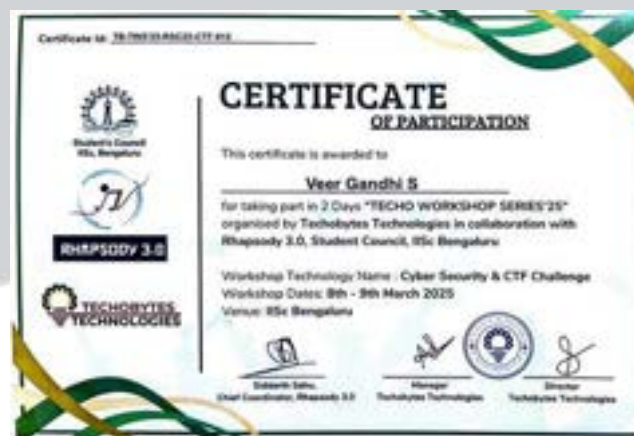 Certificate Id:
CERTIFICATE
OF PARTICIPATION
This certificate is awarded to
Veer Gandhi S
for taking part in 2 Days "TECHO WORKSHOP SERIES'25"
organised by Techobytes Technologies in collaboration with
Rhapsody 3.0, Student Council, IISc Bengaluru
Workshop Technology Name : Cyber Security & CTF Challenge
Workshop Dates: 8th - 9th March 2025
Venue: IISc Bengaluru
Student's Council
IISc, Bengaluru
RHAPSODY 3.0
TECHOBYTES
TECHNOLOGIES
Chief Coordinator, Rhapsody 3.0
Manager
Techobytes Technologies
Director
Techobytes Technologies